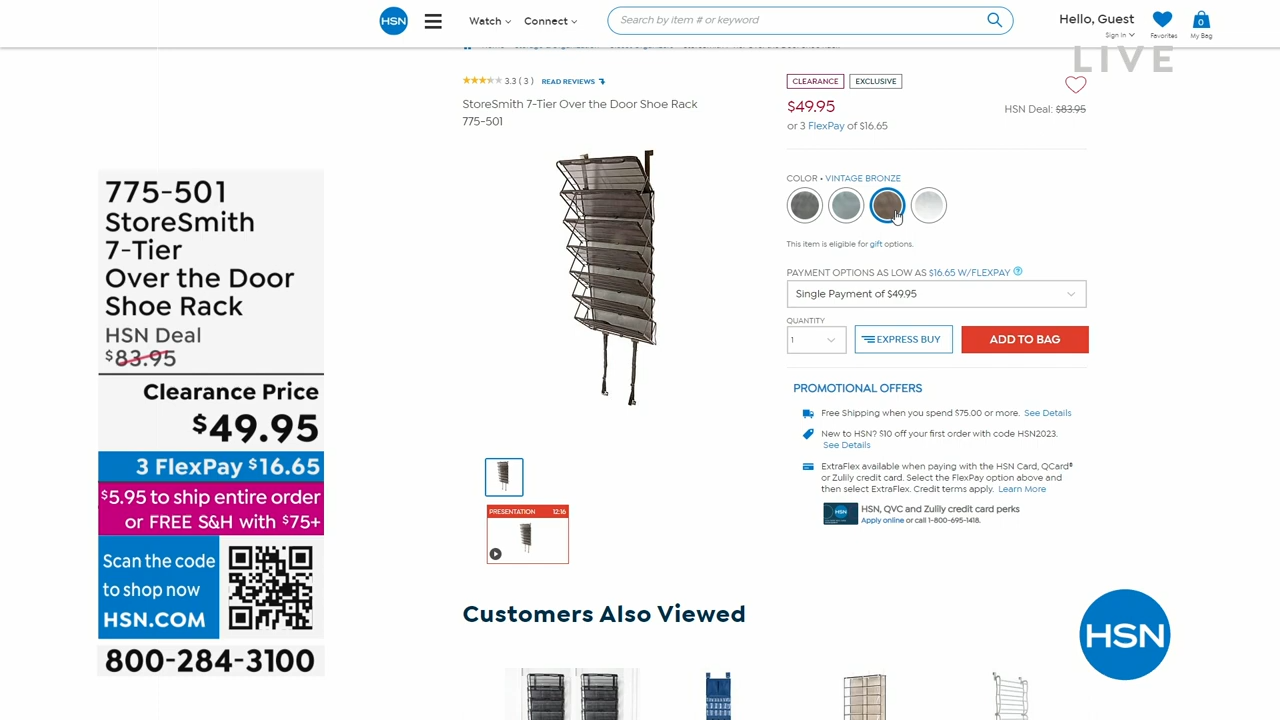 HSN
Watch
Connect
Search by item # or keyword
Hello, Guest
Sign In
Favorites
0
My Bag
LIVE
3.3 ( 3 )
READ REVIEWS
StoreSmith 7-Tier Over the Door Shoe Rack
775-501
CLEARANCE
EXCLUSIVE
$49.95
HSN Deal: $83.95
or 3 FlexPay of $16.65
COLOR • VINTAGE BRONZE
This item is eligible for gift options.
PAYMENT OPTIONS AS LOW AS $16.65 W/FLEXPAY
Single Payment of $49.95
QUANTITY
1
EXPRESS BUY
ADD TO BAG
PROMOTIONAL OFFERS
Free Shipping when you spend $75.00 or more. See Details
New to HSN? $10 off your first order with code HSN2023.
See Details
ExtraFlex available when paying with the HSN Card, QCard®
or Zulily credit card. Select the FlexPay option above and
then select ExtraFlex. Credit terms apply. Learn More
HSN, QVC and Zulily credit card perks
Apply online or call 1-800-695-1418.
PRESENTATION 12:16
Customers Also Viewed
775-501
StoreSmith
7-Tier
Over the Door
Shoe Rack
HSN Deal
$83.95
Clearance Price
$49.95
3 FlexPay $16.65
$5.95 to ship entire order
or FREE S&H with $75+
Scan the code
to shop now
HSN.COM
800-284-3100
HSN